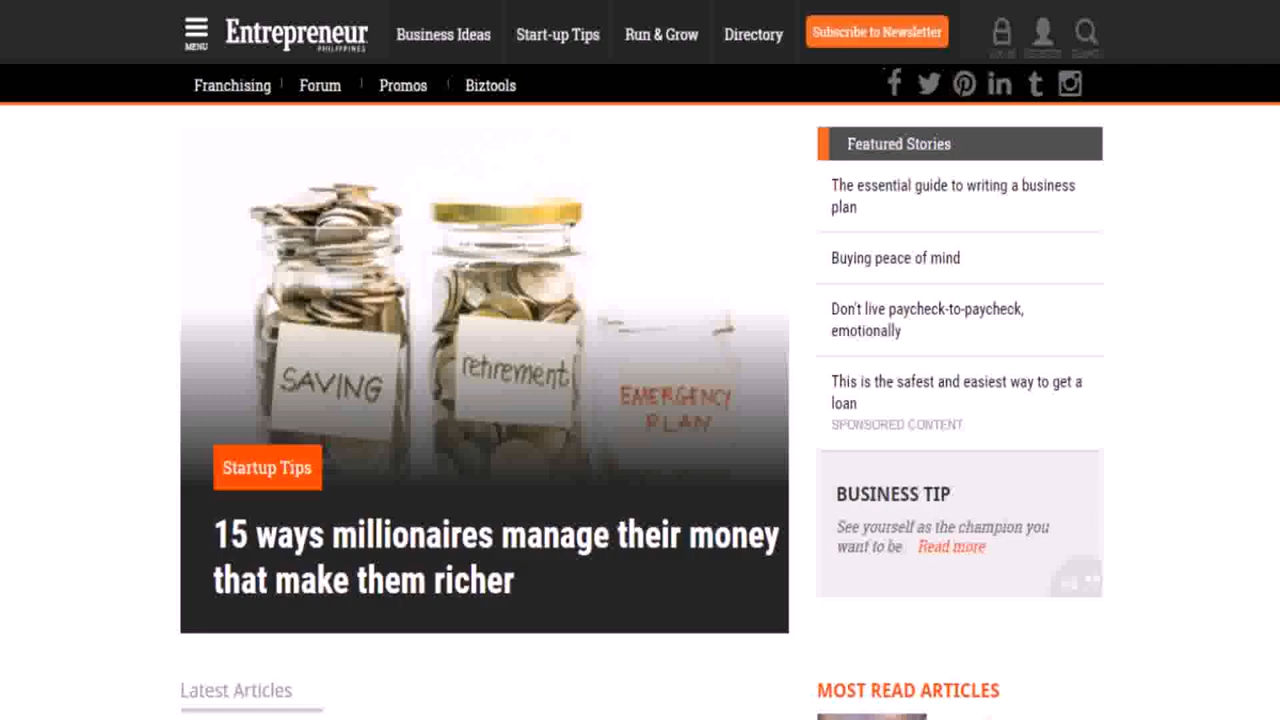 MENU
Entrepreneur
PHILIPPINES
Business Ideas
Start-up Tips
Run & Grow
Directory
Subscribe to Newsletter
Franchising
Forum
Promos
Biztools
SAVING
retirement
EMERGENCY
PLAN
Startup Tips
15 ways millionaires manage their money
that make them richer
Featured Stories
The essential guide to writing a business
plan
Buying peace of mind
Don't live paycheck-to-paycheck,
emotionally
This is the safest and easiest way to get a
loan
SPONSORED CONTENT
BUSINESS TIP
See yourself as the champion you
want to be Read more
Latest Articles
MOST READ ARTICLES